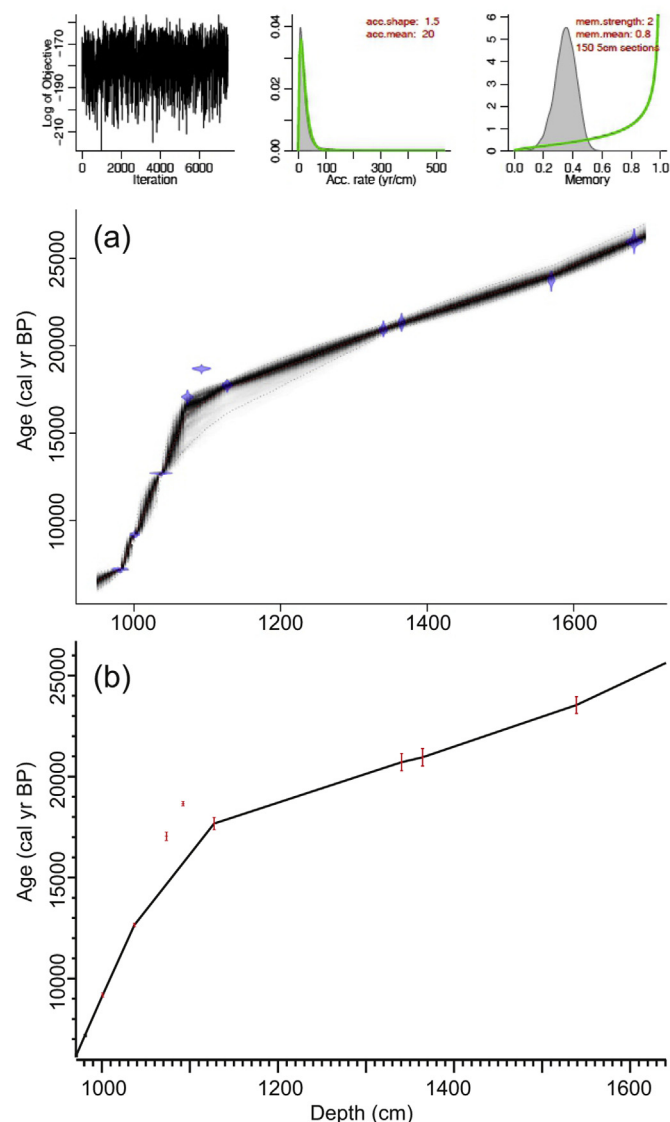 acc.shape: 1.5
acc.mean: 20
mem.strength: 2
mem.mean: 0.8
150 5cm sections
Log of Objective
-170
-190
-210
0 2000 4000 6000
Iteration
0.04
0.02
0.00
0 100 300 500
Acc. rate (yr/cm)
6
5
4
3
2
1
0
0.0 0.2 0.4 0.6 0.8 1.0
Memory
(a)
Age (cal yr BP)
25000
20000
15000
10000
1000 1200 1400 1600
(b)
Age (cal yr BP)
25000
20000
15000
10000
1000 1200 1400 1600
Depth (cm)